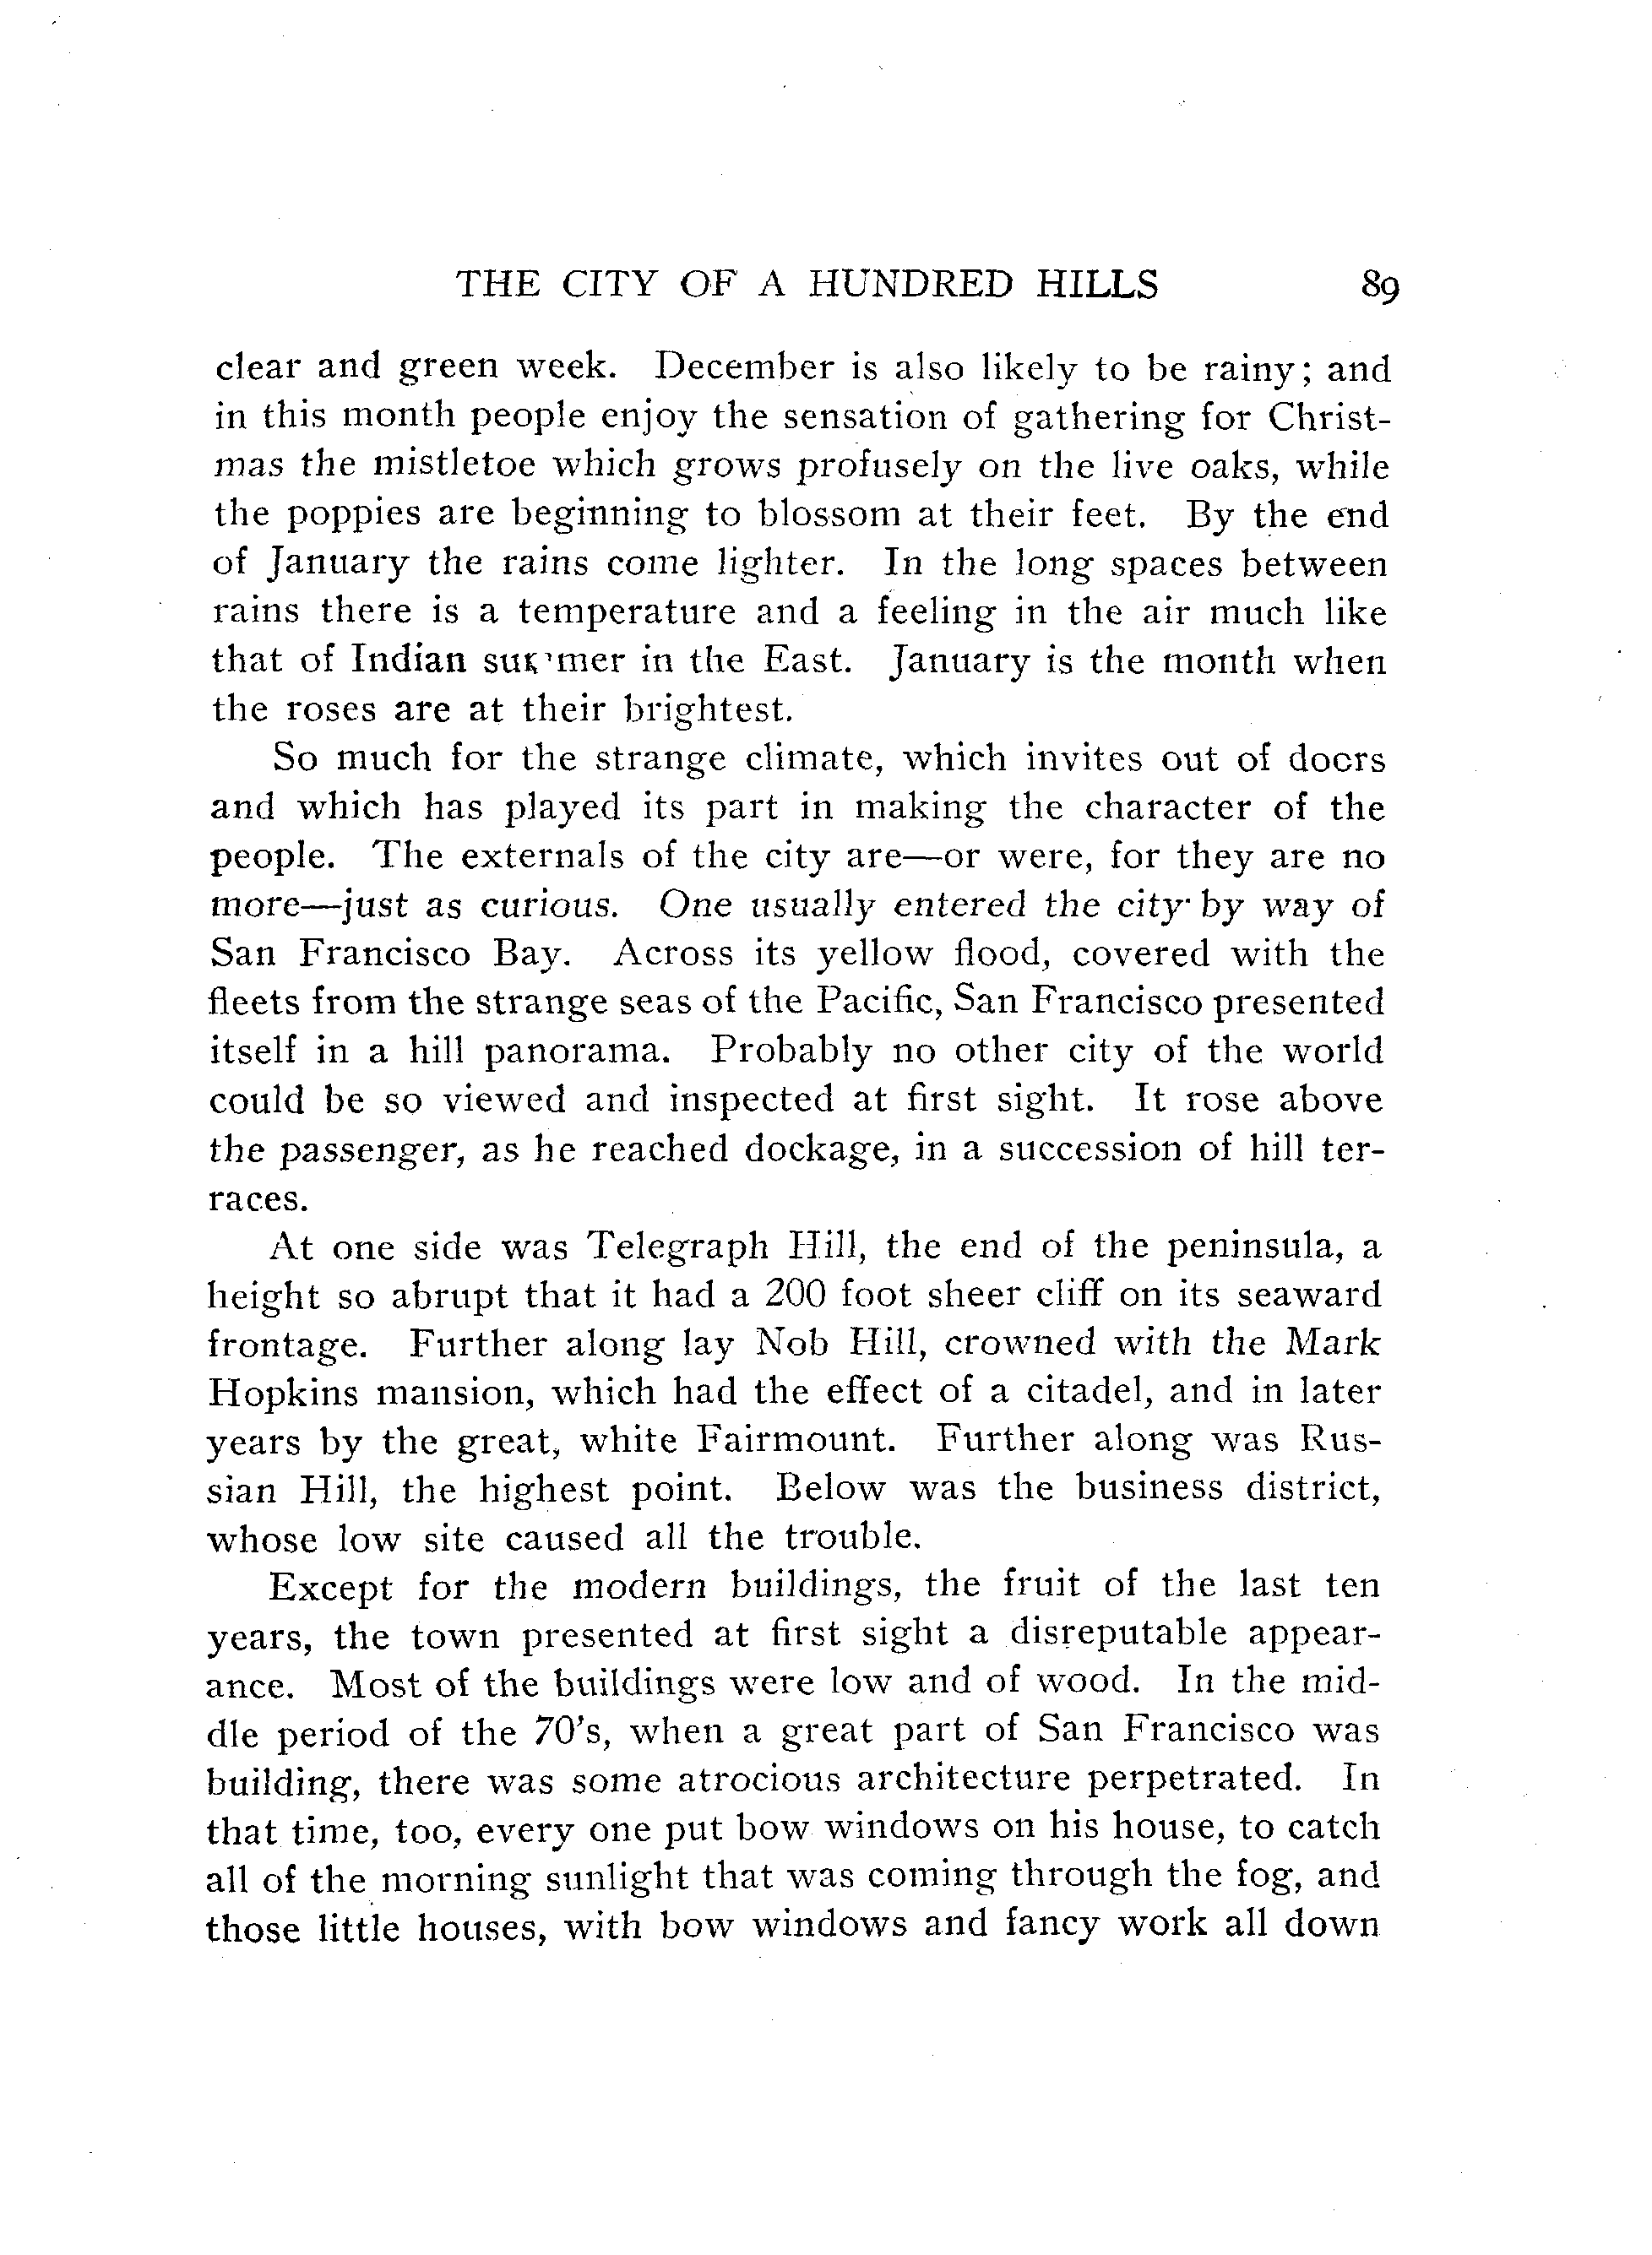 THE CITY OF A HUNDRED HILLS 89
clear and green week. December is also likely to be rainy; and
in this month people enjoy the sensation of gathering for Christ-
mas the mistletoe which grows profusely on the live oaks, while
the poppies are beginning to blossom at their feet. By the end
of January the rains come lighter. In the long spaces between
rains there is a temperature and a feeling in the air much like
that of Indian summer in the East. January is the month when
the roses are at their brightest.
So much for the strange climate, which invites out of doors
and which has played its part in making the character of the
people. The externals of the city are—or were, for they are no
more—just as curious. One usually entered the city by way of
San Francisco Bay. Across its yellow flood, covered with the
fleets from the strange seas of the Pacific, San Francisco presented
itself in a hill panorama. Probably no other city of the world
could be so viewed and inspected at first sight. It rose above
the passenger, as he reached dockage, in a succession of hill ter-
races.
At one side was Telegraph Hill, the end of the peninsula, a
height so abrupt that it had a 200 foot sheer cliff on its seaward
frontage. Further along lay Nob Hill, crowned with the Mark
Hopkins mansion, which had the effect of a citadel, and in later
years by the great, white Fairmount. Further along was Rus-
sian Hill, the highest point. Below was the business district,
whose low site caused all the trouble.
Except for the modern buildings, the fruit of the last ten
years, the town presented at first sight a disreputable appear-
ance. Most of the buildings were low and of wood. In the mid-
dle period of the 70's, when a great part of San Francisco was
building, there was some atrocious architecture perpetrated. In
that time, too, every one put bow windows on his house, to catch
all of the morning sunlight that was coming through the fog, and
those little houses, with bow windows and fancy work all down